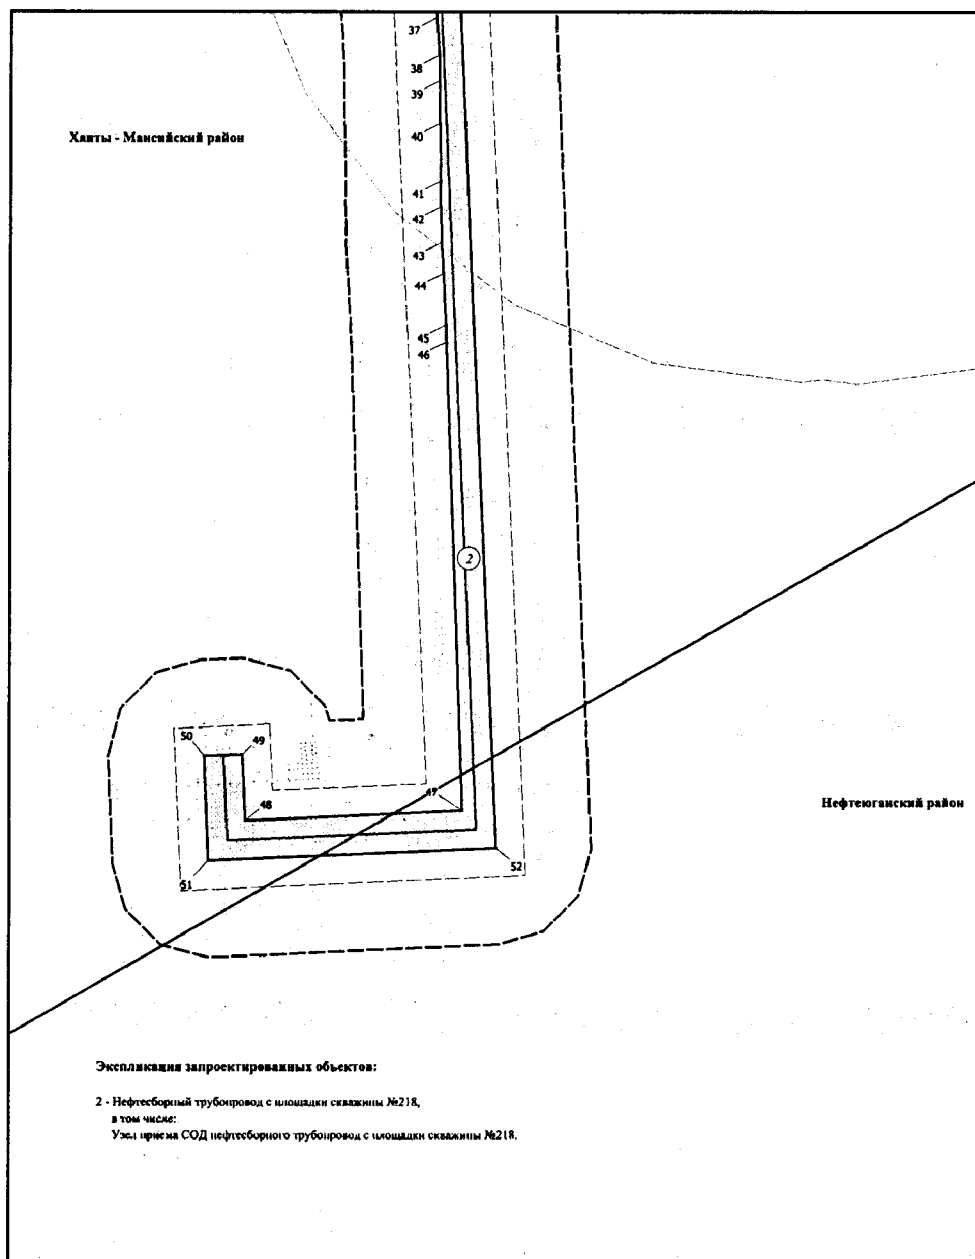 37
38
39
Ханты - Мансийский район
40
41
42
43
44
45
46
2
50
49
48
47
Нефтеюганский район
51
52
Экспликация запроектированных объектов:
2 - Нефтесборный трубопровод с площадки скважины №218,
в том числе:
Узел приема СОД нефтесборного трубопровод с площадки скважины №218.